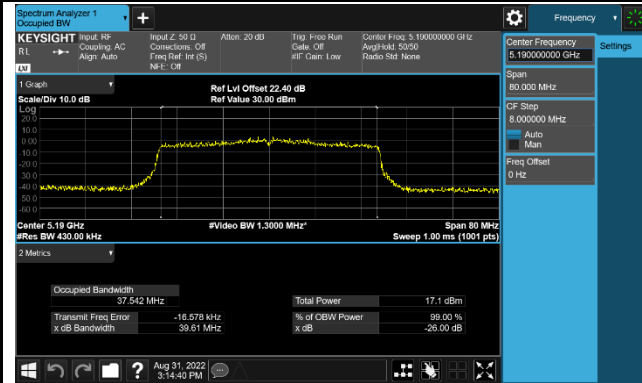 Spectrum Analyzer 1
Occupied BW
Frequency
KEYSIGHT
RL
LXI
Input: RF
Coupling: AC
Align: Auto
Input Z: 50 Ω
Corrections: Off
Freq Ref: Int (S)
NFE: Off
Atten: 20 dB
Trig: Free Run
Gate: Off
#IF Gain: Low
Center Freq: 5.190000000 GHz
Avg|Hold: 50/50
Radio Std: None
Center Frequency
5.190000000 GHz
Settings
Span
80.000 MHz
CF Step
8.000000 MHz
Auto
Man
Freq Offset
0 Hz
1 Graph
Scale/Div 10.0 dB
Ref Lvl Offset 22.40 dB
Ref Value 30.00 dBm
Log
20.0
10.0
0.00
-10.0
-20.0
-30.0
-40.0
-50.0
-60.0
Center 5.19 GHz
#Res BW 430.00 kHz
#Video BW 1.3000 MHz*
Span 80 MHz
Sweep 1.00 ms (1001 pts)
2 Metrics
Occupied Bandwidth
37.542 MHz
Total Power 17.1 dBm
Transmit Freq Error -16.578 kHz
% of OBW Power 99.00 %
x dB Bandwidth 39.61 MHz
x dB -26.00 dB
?
Aug 31, 2022
3:14:40 PM